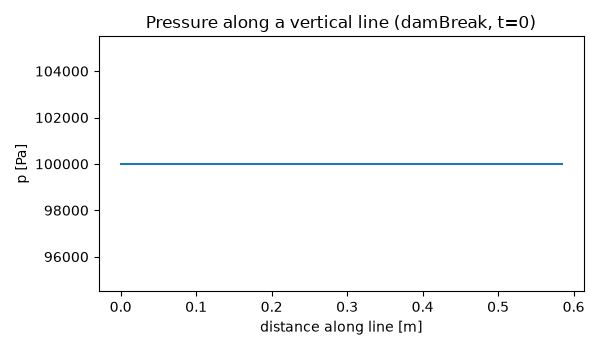 Pressure along a vertical line (damBreak, t=0)
p [Pa]
104000
102000
100000
98000
96000
0.0 0.1 0.2 0.3 0.4 0.5 0.6
distance along line [m]